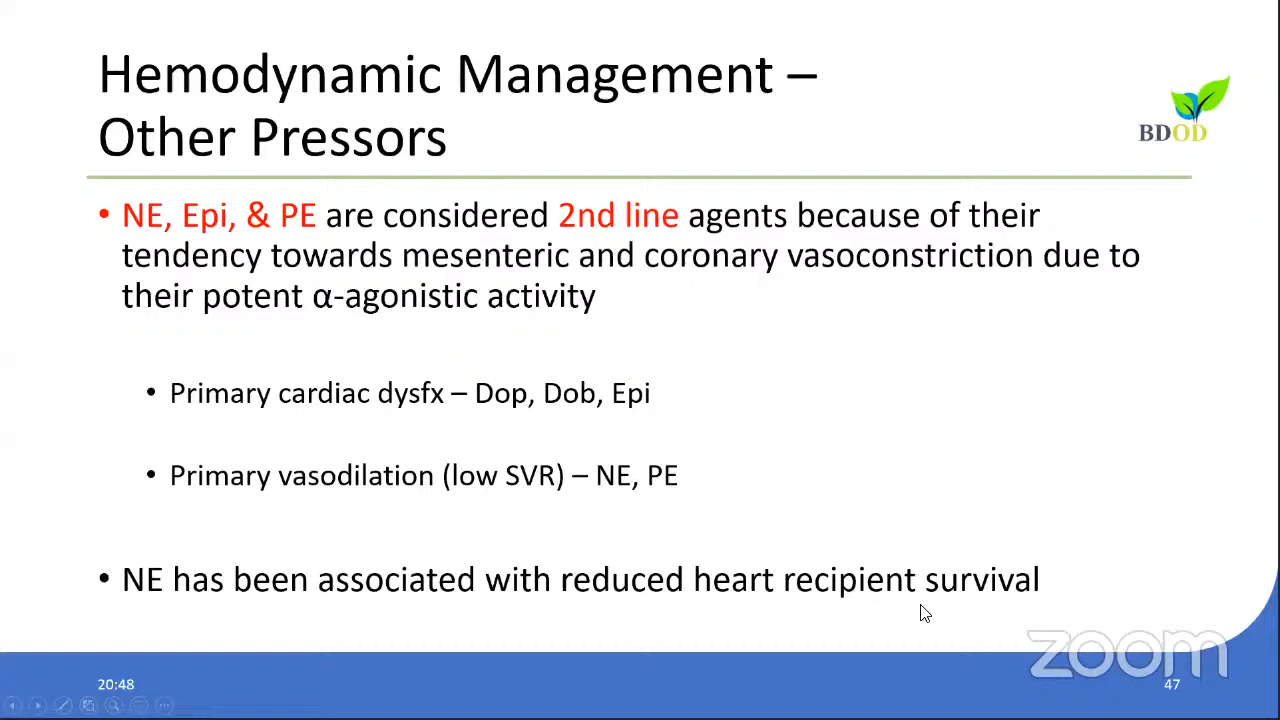 Hemodynamic Management –
Other Pressors
BDOD
• NE, Epi, & PE are considered 2nd line agents because of their
tendency towards mesenteric and coronary vasoconstriction due to
their potent α-agonistic activity
• Primary cardiac dysfx – Dop, Dob, Epi
• Primary vasodilation (low SVR) – NE, PE
• NE has been associated with reduced heart recipient survival
zoom
20:48
47